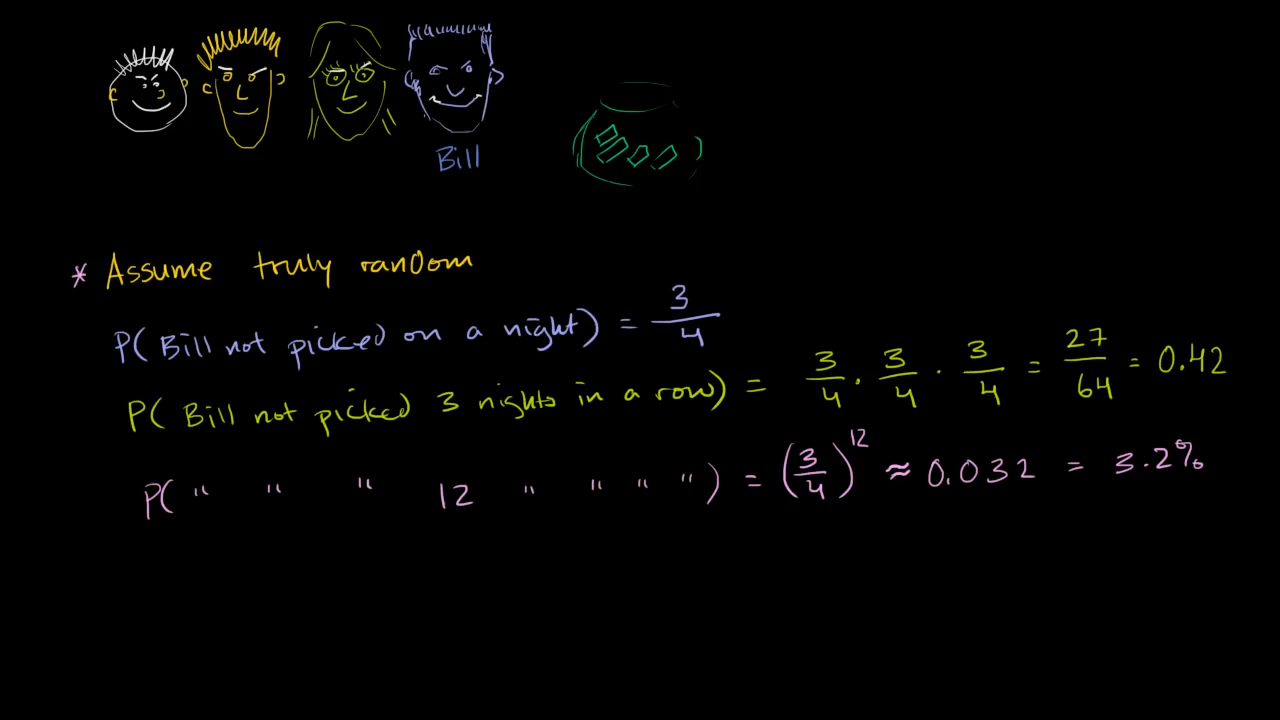 Bill
* Assume truly random
P( Bill not picked) on a night) = 3/4
P( Bill not picked 3 nights in a row) = 3/4 · 3/4 · 3/4 = 27/64 = 0.42
P( " " " 12 " " " " ) = (3/4)^12 ≈ 0.032 = 3.2%